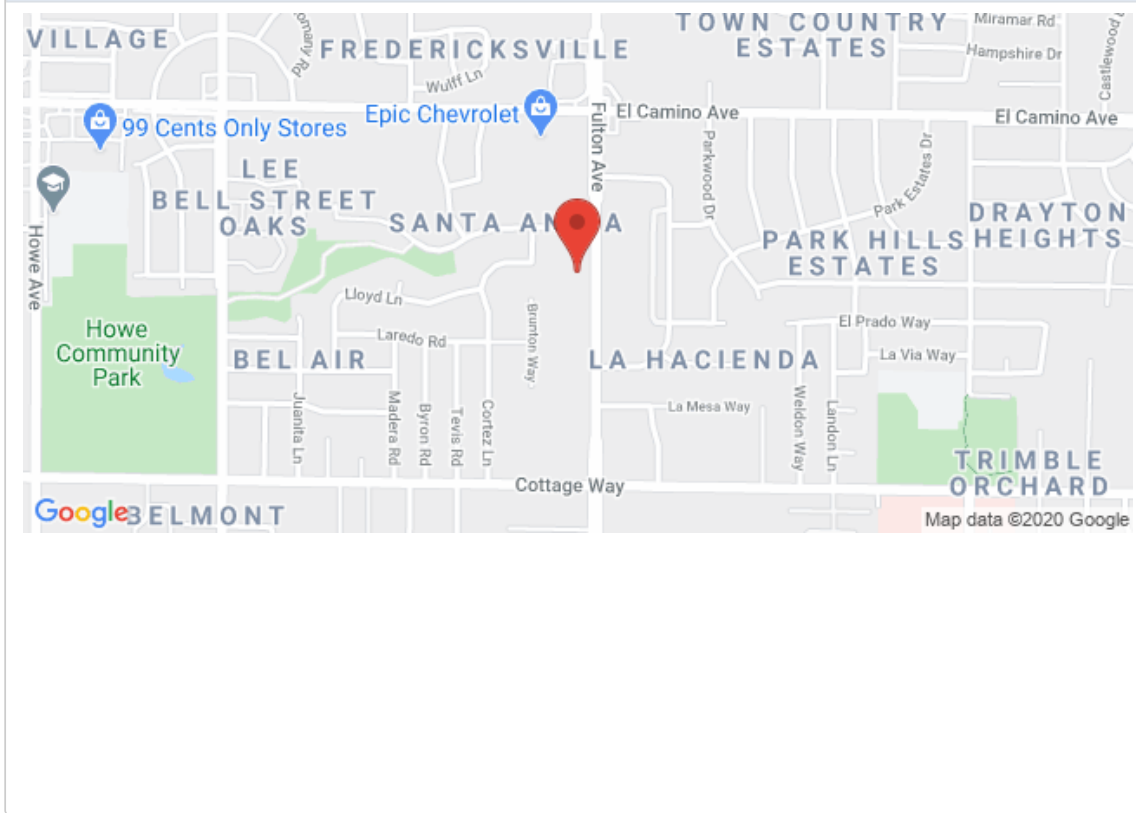 VILLAGE
FREDERICKSVILLE
TOWN COUNTRY
ESTATES
Miramar Rd
Hampshire Dr
Castlewood
Wulff Ln
Epic Chevrolet
El Camino Ave
El Camino Ave
99 Cents Only Stores
Fulton Ave
Parkwood Dr
Park Estates Dr
LEE
BELL STREET
OAKS
SANTA
DRAYTON
HEIGHTS
PARK HILLS
ESTATES
Howe Ave
Lloyd Ln
Brunton Way
El Prado Way
Howe
Community
Park
Laredo Rd
BEL AIR
LA HACIENDA
La Via Way
Juanita Ln
Madera Rd
Byron Rd
Tevis Rd
Cortez Ln
La Mesa Way
Weldon Way
Landon Ln
TRIMBLE
ORCHARD
Cottage Way
Google
BELMONT
Map data ©2020 Google